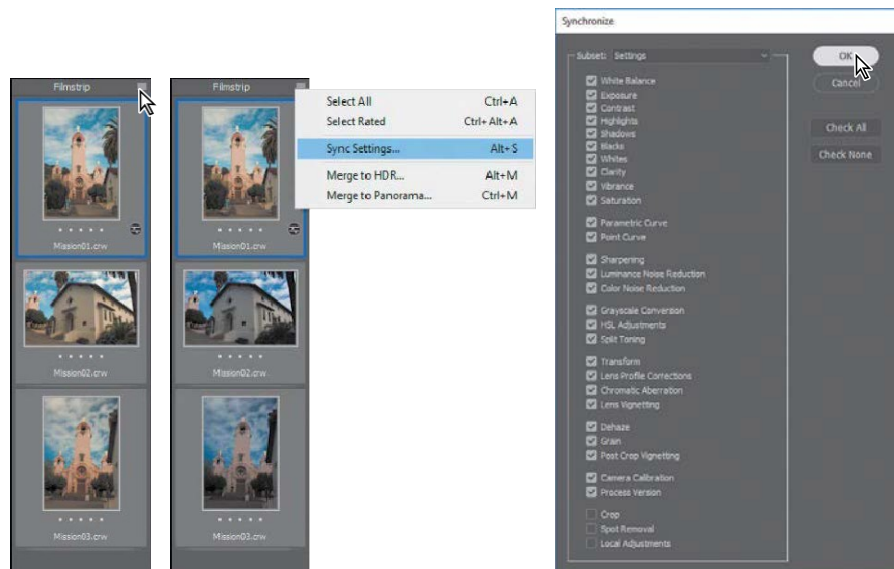 Filmstrip
Mission01.crw
Mission02.crw
Mission03.crw
Filmstrip
Mission01.crw
Mission02.crw
Mission03.crw
Select All Ctrl+A
Select Rated Ctrl+Alt+A
Sync Settings... Alt+S
Merge to HDR... Alt+M
Merge to Panorama... Ctrl+M
Synchronize
Subset: Settings
White Balance
Exposure
Contrast
Highlights
Shadows
Blacks
Whites
Clarity
Vibrance
Saturation
Parametric Curve
Point Curve
Sharpening
Luminance Noise Reduction
Color Noise Reduction
Grayscale Conversion
HSL Adjustments
Split Toning
Transform
Lens Profile Corrections
Chromatic Aberration
Lens Vignetting
Dehaze
Grain
Post Crop Vignetting
Camera Calibration
Process Version
Crop
Spot Removal
Local Adjustments
OK
Cancel
Check All
Check None